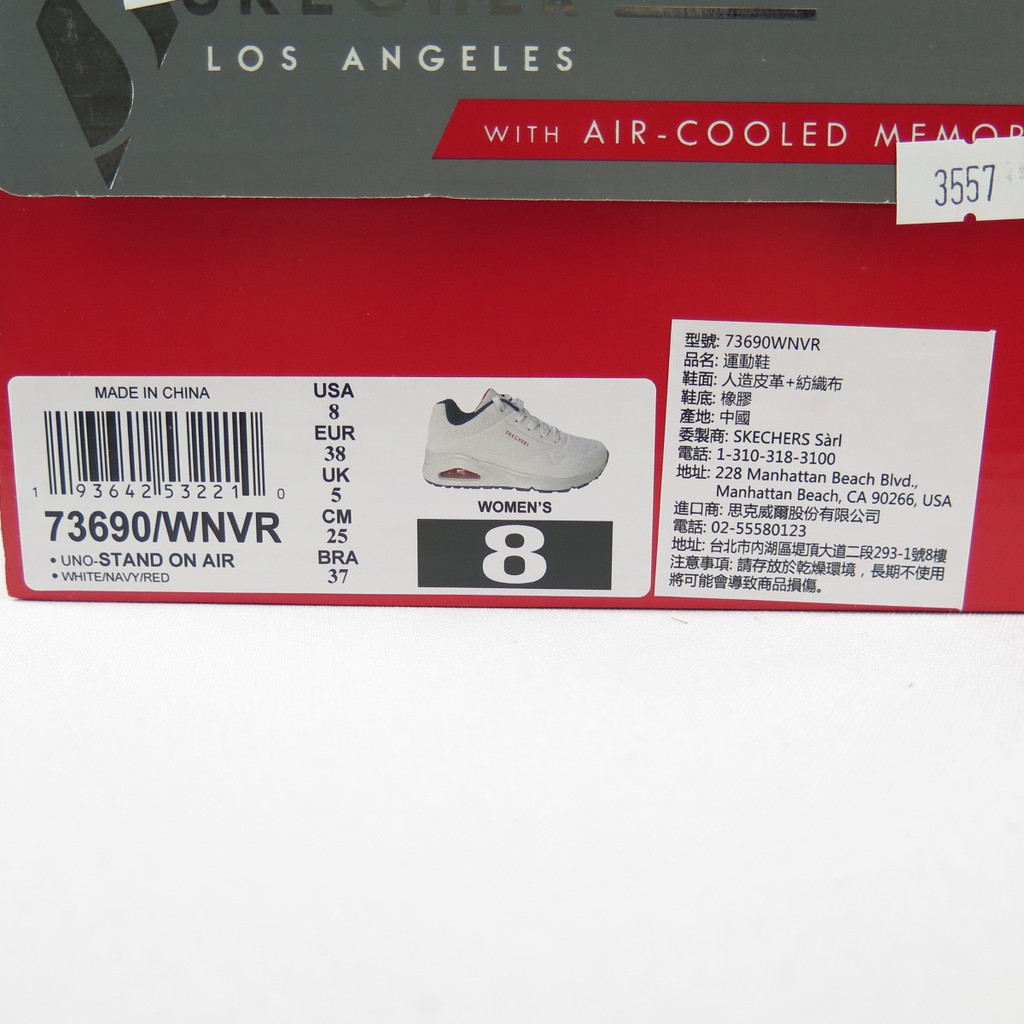 LOS ANGELES
WITH AIR-COOLED
3557
MADE IN CHINA
1 93642 53221 0
73690/WNVR
• UNO-STAND ON AIR
• WHITE/NAVY/RED
USA
8
EUR
38
UK
5
CM
25
BRA
37
SKECHERS
WOMEN'S
8
型號: 73690WNVR
品名: 運動鞋
鞋面: 人造皮革+紡織布
鞋底: 橡膠
產地: 中國
委製商: SKECHERS Sàrl
電話: 1-310-318-3100
地址: 228 Manhattan Beach Blvd.,
Manhattan Beach, CA 90266, USA
進口商: 思克威爾股份有限公司
電話: 02-55580123
地址: 台北市內湖區堤頂大道二段293-1號8樓
注意事項: 請存放於乾燥環境，長期不使用
將可能會導致商品損傷。